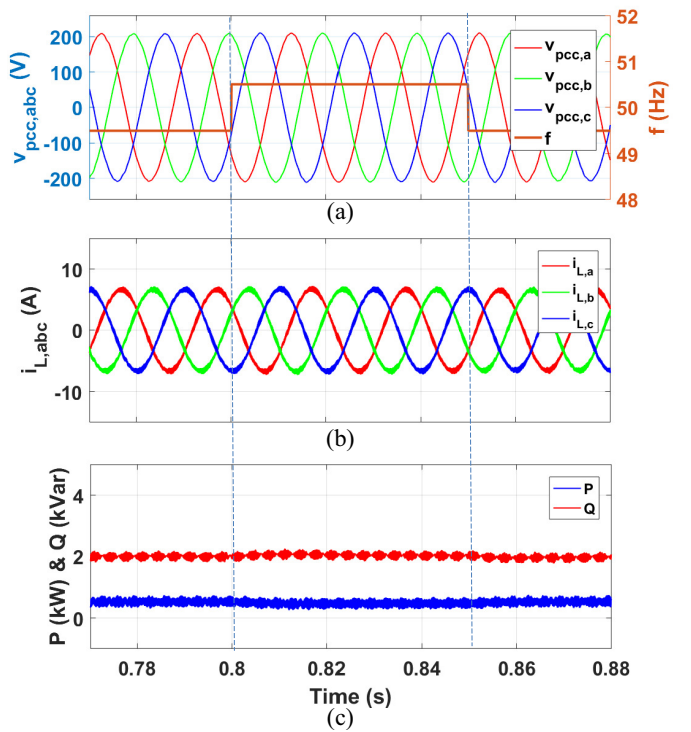 200
100
0
-100
-200
v_pcc,abc (V)
52
51
50
49
48
f (Hz)
v_pcc,a
v_pcc,b
v_pcc,c
f
(a)
10
0
-10
i_L,abc (A)
i_L,a
i_L,b
i_L,c
(b)
4
2
0
P (kW) & Q (kVar)
P
Q
0.78 0.8 0.82 0.84 0.86 0.88
Time (s)
(c)